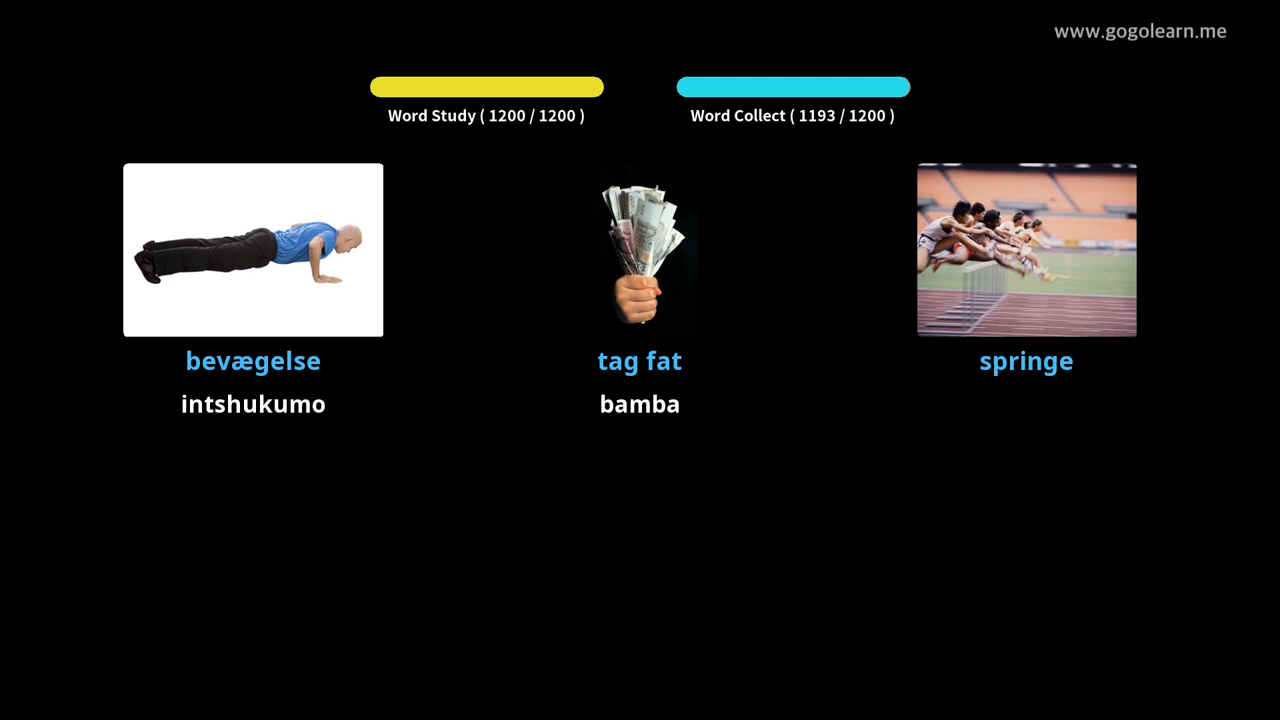 www.gogolearn.me
Word Study ( 1200 / 1200 )
Word Collect ( 1193 / 1200 )
bevægelse
tag fat
springe
intshukumo
bamba